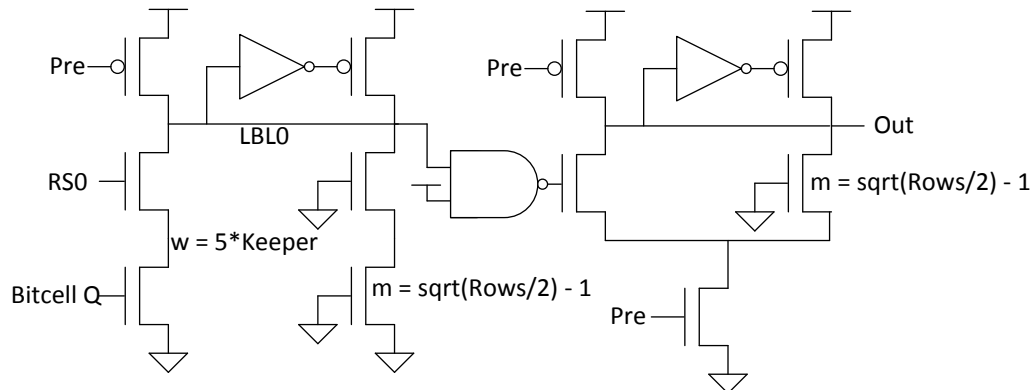 Pre
Pre
LBL0
Out
RS0
m = sqrt(Rows/2) - 1
w = 5*Keeper
Bitcell Q
m = sqrt(Rows/2) - 1
Pre